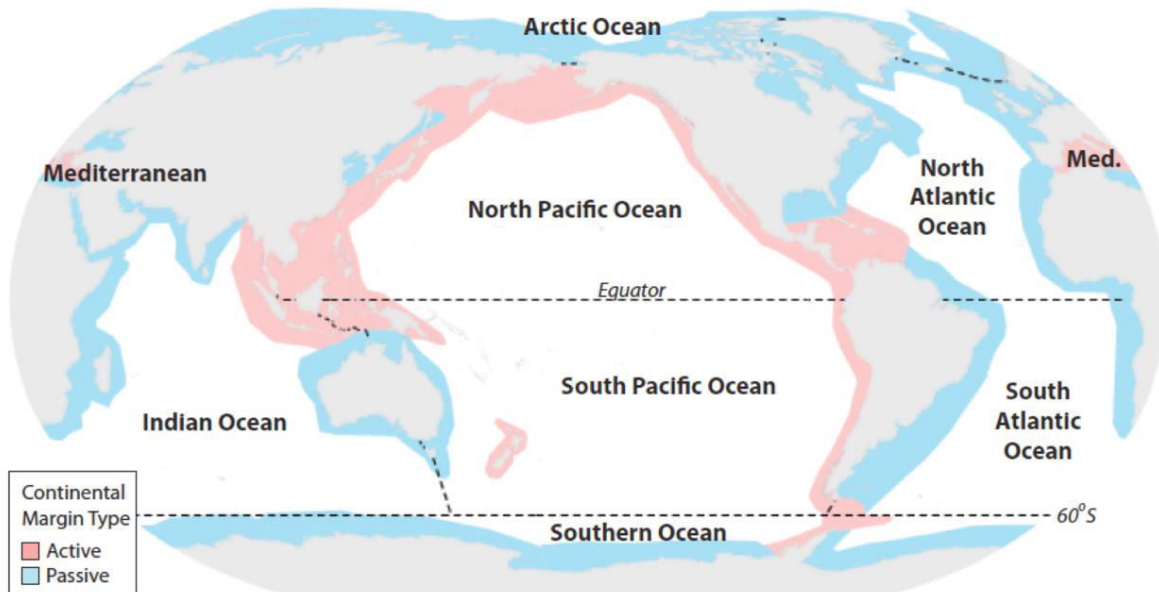 Arctic Ocean
Mediterranean
North Pacific Ocean
North
Atlantic
Ocean
Med.
Equator
South Pacific Ocean
Indian Ocean
South
Atlantic
Ocean
Continental
Margin Type
Active
Passive
60°S
Southern Ocean